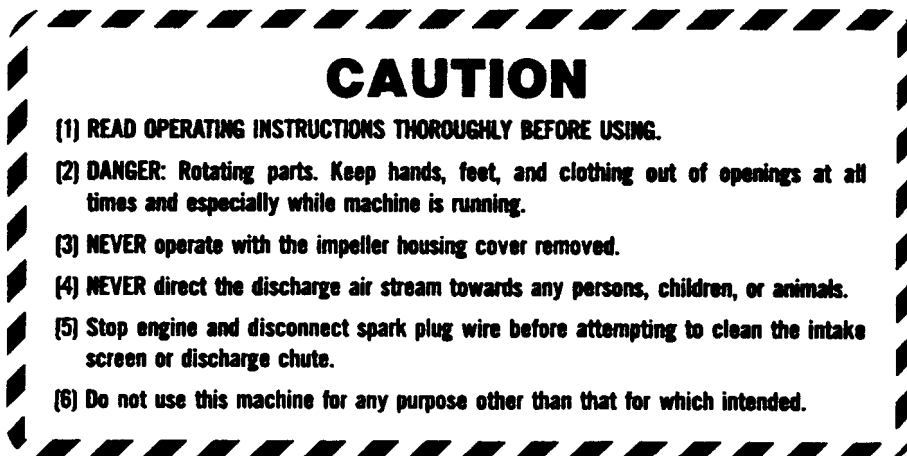 CAUTION
(1) READ OPERATING INSTRUCTIONS THOROUGHLY BEFORE USING.
(2) DANGER: Rotating parts. Keep hands, feet, and clothing out of openings at all
times and especially while machine is running.
(3) NEVER operate with the impeller housing cover removed.
(4) NEVER direct the discharge air stream towards any persons, children, or animals.
(5) Stop engine and disconnect spark plug wire before attempting to clean the intake
screen or discharge chute.
(6) Do not use this machine for any purpose other than that for which intended.